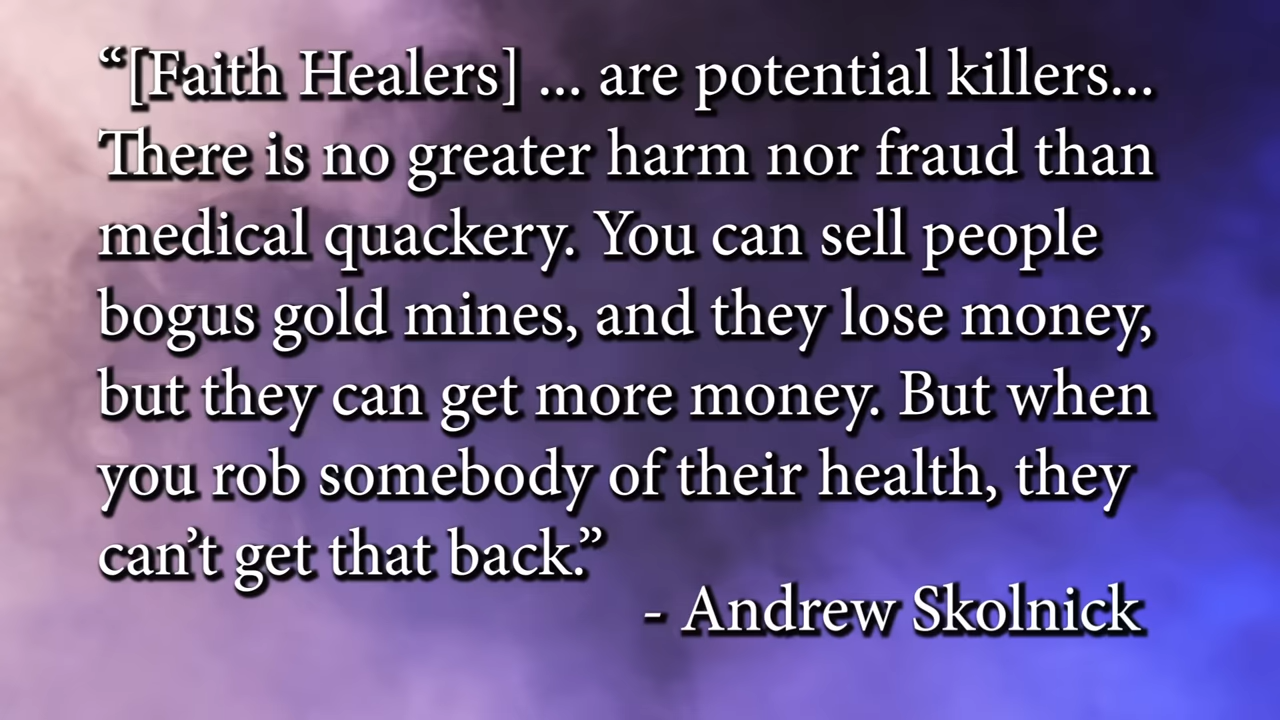 “[Faith Healers] ... are potential killers...
There is no greater harm nor fraud than
medical quackery. You can sell people
bogus gold mines, and they lose money,
but they can get more money. But when
you rob somebody of their health, they
can’t get that back.”
- Andrew Skolnick